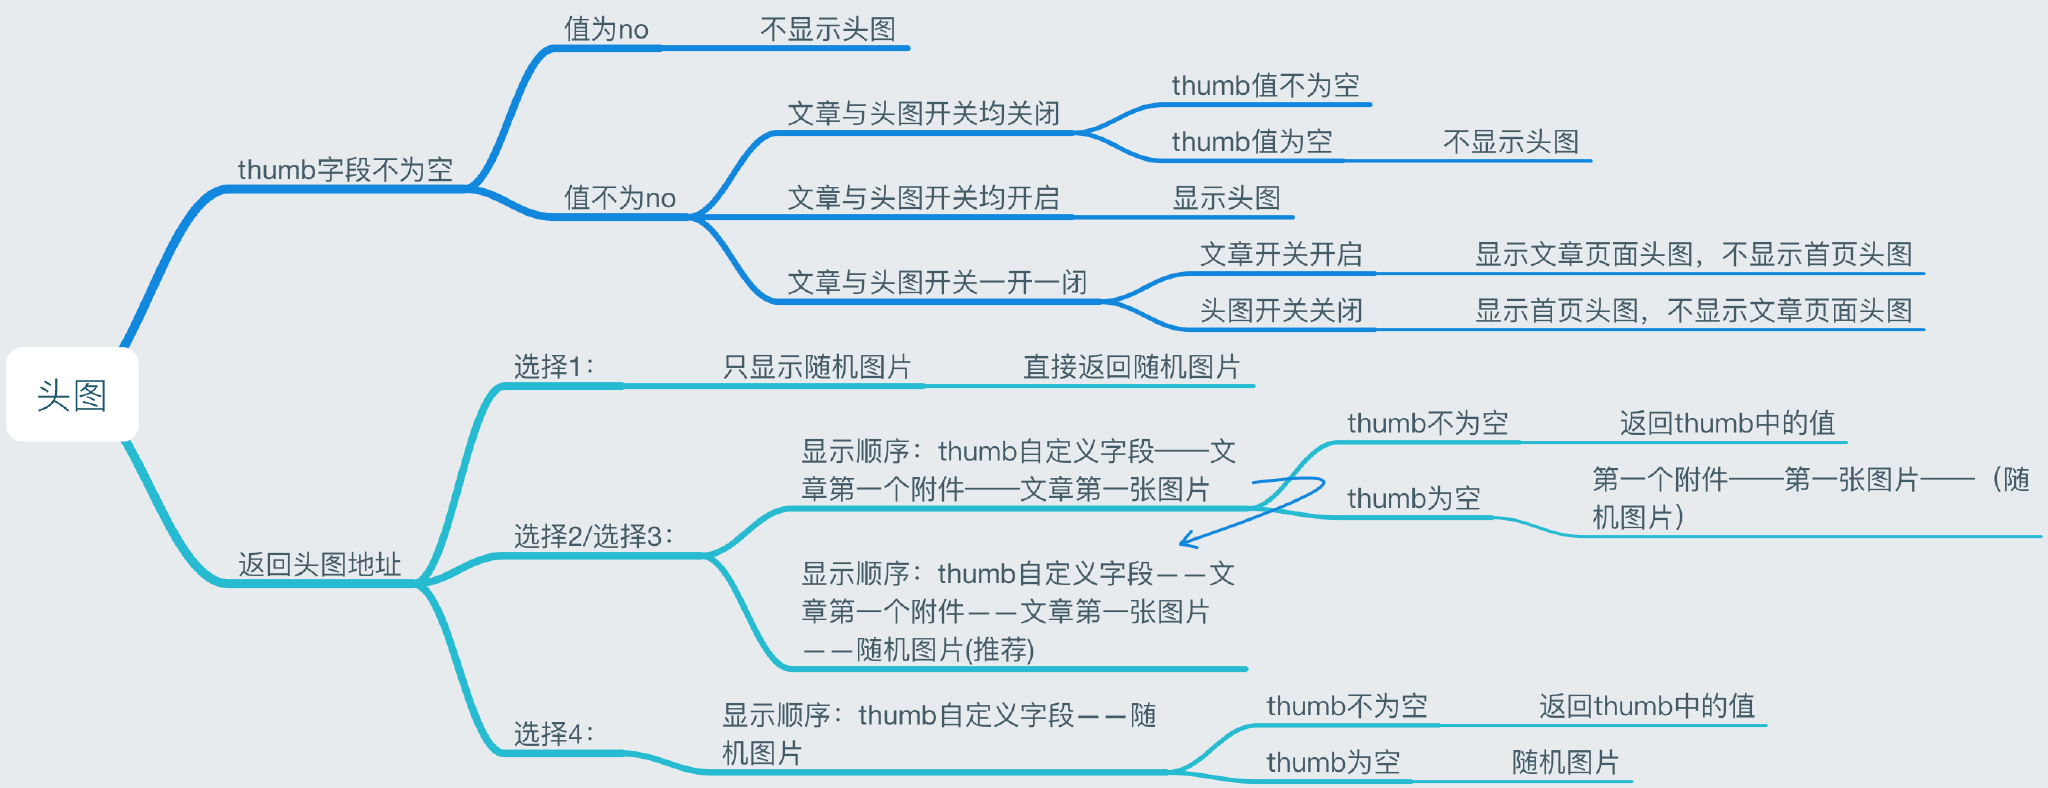 头图
thumb字段不为空
值为no
不显示头图
值不为no
文章与头图开关均关闭
thumb值不为空
thumb值为空
不显示头图
文章与头图开关均开启
显示头图
文章与头图开关一开一闭
文章开关开启
显示文章页面头图，不显示首页头图
头图开关关闭
显示首页头图，不显示文章页面头图
返回头图地址
选择1：
只显示随机图片
直接返回随机图片
选择2/选择3：
显示顺序：thumb自定义字段——文
章第一个附件——文章第一张图片
thumb不为空
返回thumb中的值
thumb为空
第一个附件——第一张图片——（随
机图片）
显示顺序：thumb自定义字段——文
章第一个附件——文章第一张图片
——随机图片(推荐)
选择4：
显示顺序：thumb自定义字段——随
机图片
thumb不为空
返回thumb中的值
thumb为空
随机图片